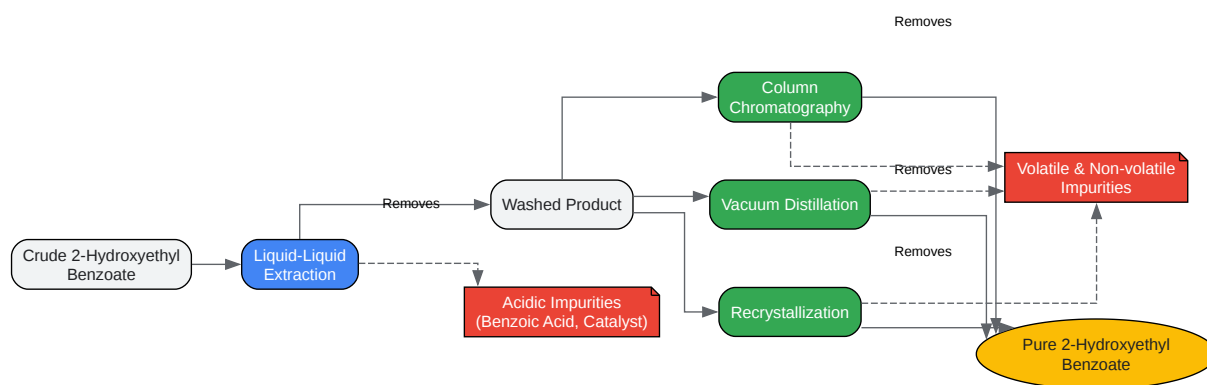 Removes
Column
Chromatography
Volatile & Non-volatile
Impurities
Removes
Washed Product
Vacuum Distillation
Removes
Crude 2-Hydroxyethyl
Benzoate
Liquid-Liquid
Extraction
Removes
Acidic Impurities
(Benzoic Acid, Catalyst)
Recrystallization
Pure 2-Hydroxyethyl
Benzoate